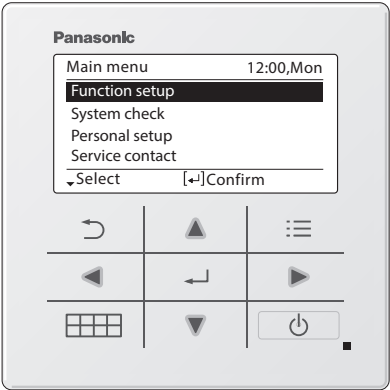 Panasonic
Main menu 12:00,Mon
Function setup
System check
Personal setup
Service contact
Select [↵]Confirm